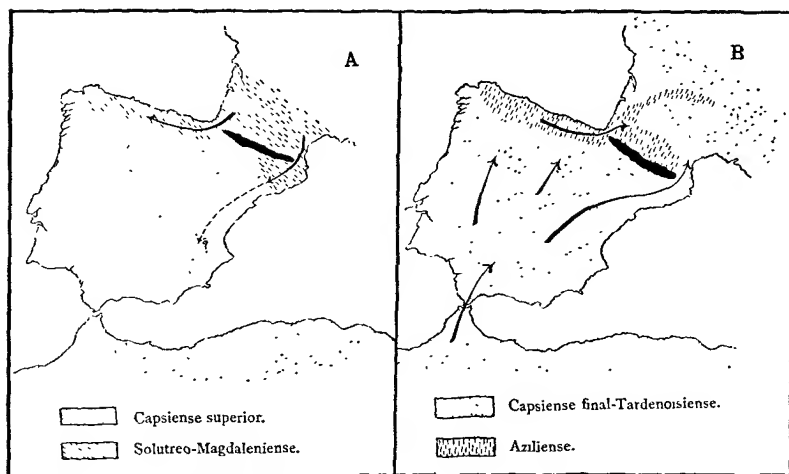 A
B
Capsiense superior.
Solutreo-Magdaleniense.
Capsiense final-Tardenoisiense.
Aziliense.